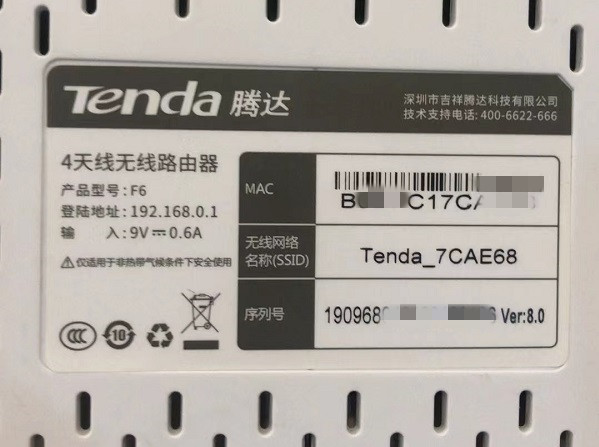 Tenda 腾达
深圳市吉祥腾达科技有限公司
技术支持电话: 400-6622-666
4天线无线路由器
产品型号: F6
登陆地址: 192.168.0.1
输 入: 9V 0.6A
仅适用于非热带气候条件下安全使用
MAC
C17CA
无线网络
名称(SSID)
Tenda_7CAE68
序列号
190968
Ver:8.0
CCC
10